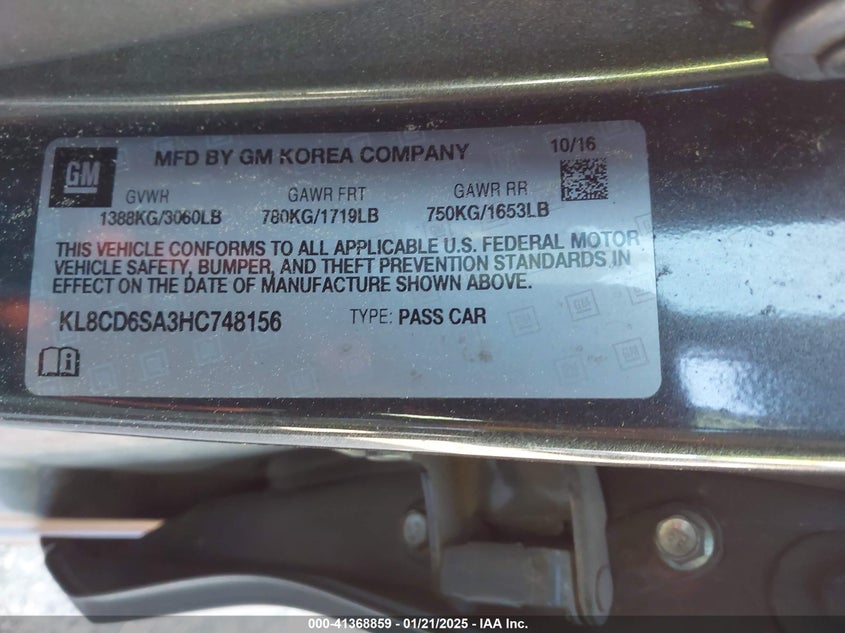 GM
MFD BY GM KOREA COMPANY
10/16
GVWH GAWR FRT GAWR RR
1388KG/3060LB 780KG/1719LB 750KG/1653LB
THIS VEHICLE CONFORMS TO ALL APPLICABLE U.S. FEDERAL MOTOR
VEHICLE SAFETY, BUMPER, AND THEFT PREVENTION STANDARDS IN
EFFECT ON THE DATE OF MANUFACTURE SHOWN ABOVE.
KL8CD6SA3HC748156 TYPE: PASS CAR
000-41368859 - 01/21/2025 - IAA Inc.